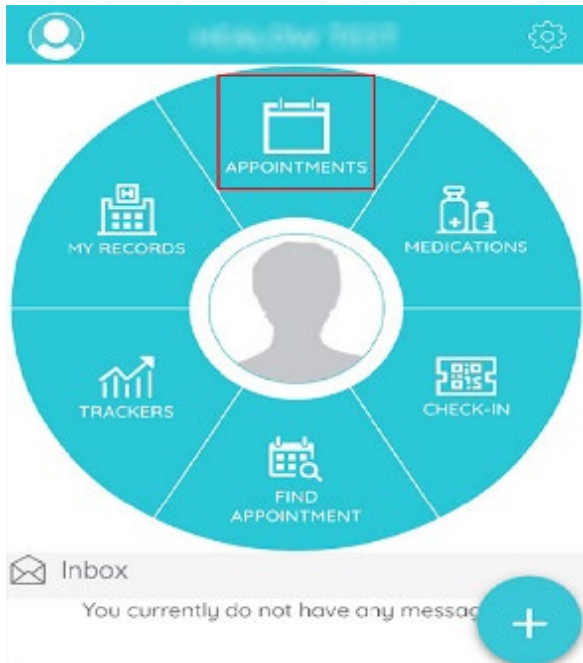 APPOINTMENTS
MY RECORDS
MEDICATIONS
TRACKERS
CHECK-IN
FIND
APPOINTMENT
Inbox
You currently do not have any messag
+